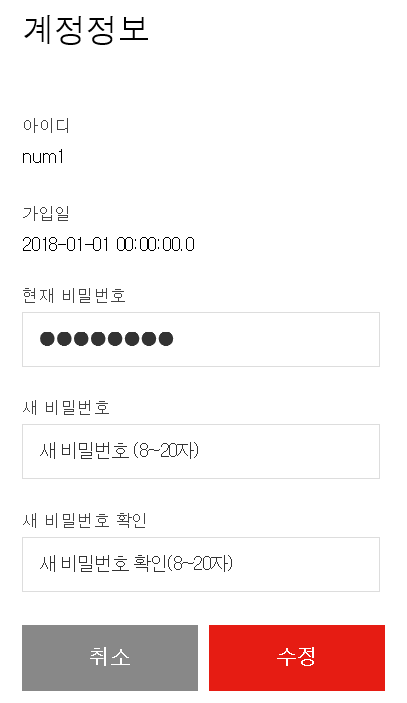 계정정보
아이디
num1
가입일
2018-01-01 00:00:00.0
현재 비밀번호
●●●●●●●●
새 비밀번호
새 비밀번호 (8~20자)
새 비밀번호 확인
새 비밀번호 확인(8~20자)
취소 수정